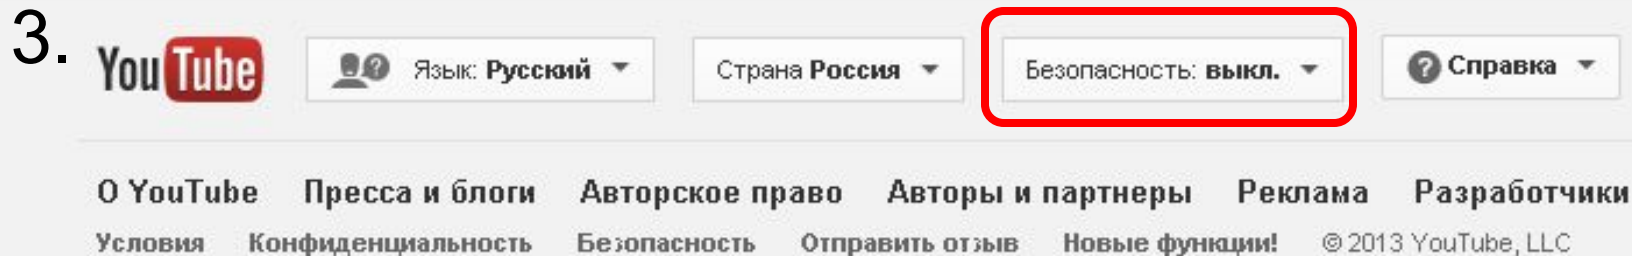 3.
YouTube Язык: Русский Страна Россия Безопасность: выкл. Справка
О YouTube Пресса и блоги Авторское право Авторы и партнеры Реклама Разработчики
Условия Конфиденциальность Безопасность Отправить отзыв Новые функции! © 2013 YouTube, LLC